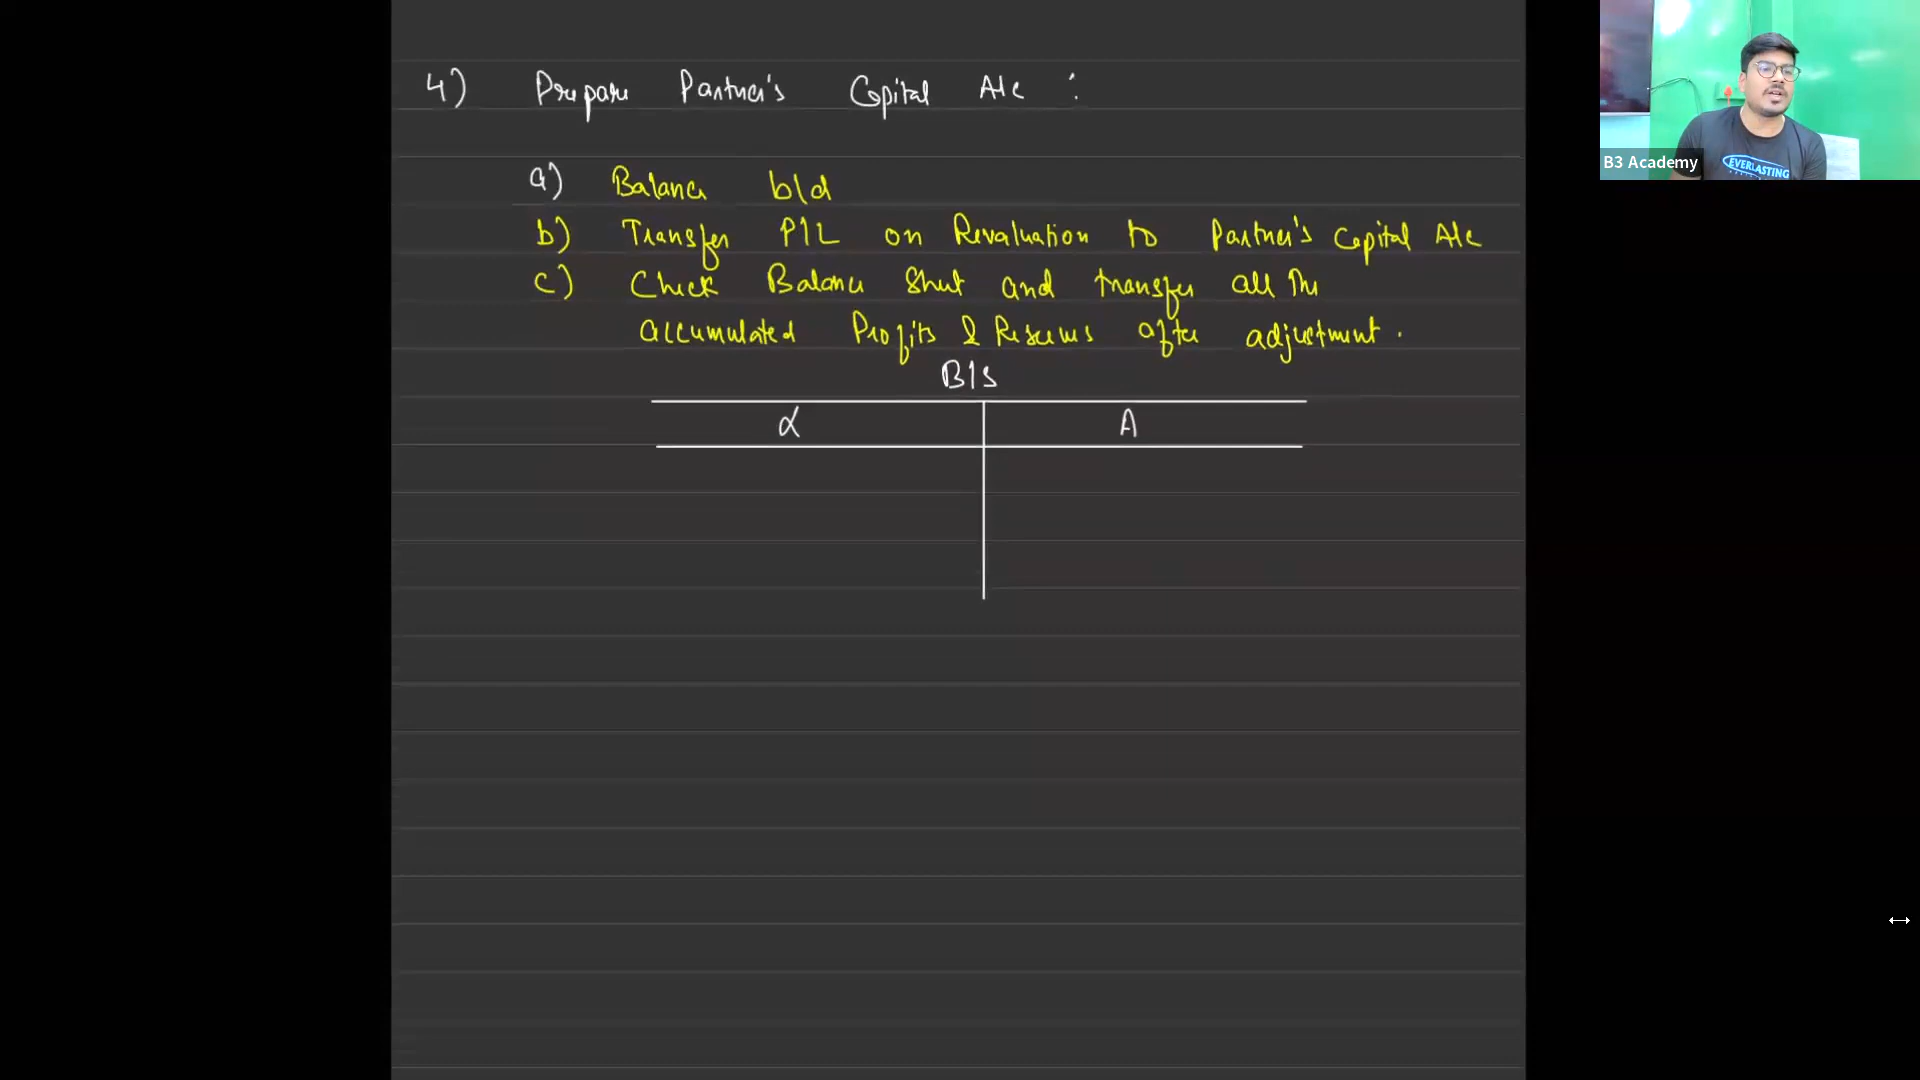 4) Prepare Partner's Capital A/c :
a) Balance b/d
b) Transfer P/L on Revaluation to Partner's Capital A/c
c) Check Balance Sheet and transfer all the
accumulated Profits & Reserves after adjustment.
B/S
L A
B3 Academy
EVERLASTING